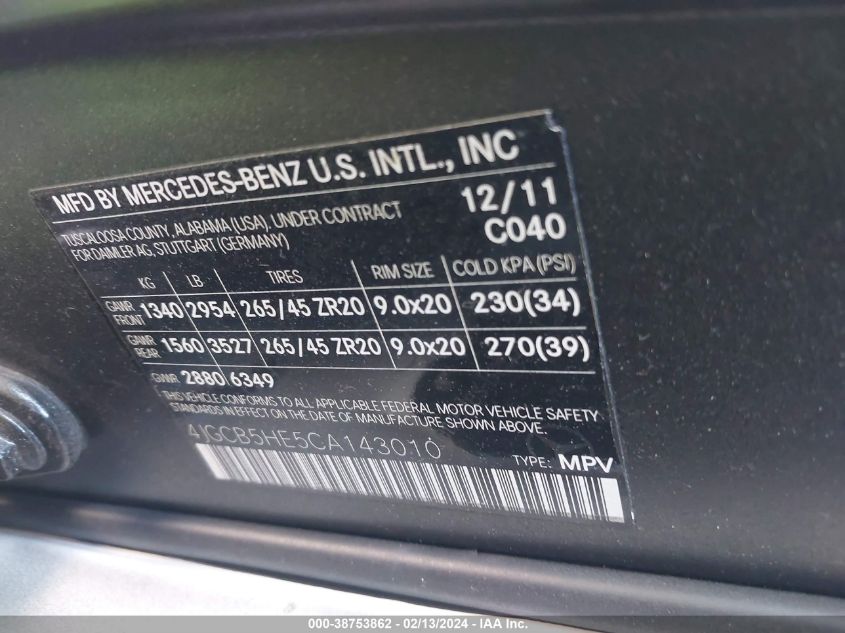 MFD BY MERCEDES-BENZ U.S. INTL., INC
TUSCALOOSA COUNTY, ALABAMA (USA), UNDER CONTRACT
FOR DAIMLER AG, STUTTGART (GERMANY)
12/11
C040
KG LB TIRES RIM SIZE COLD KPA (PSI)
GAWR FRONT 1340 2954 265/45 ZR20 9.0x20 230(34)
GAWR REAR 1560 3527 265/45 ZR20 9.0x20 270(39)
GVWR 2880 6349
THIS VEHICLE CONFORMS TO ALL APPLICABLE FEDERAL MOTOR VEHICLE SAFETY
STANDARDS IN EFFECT ON THE DATE OF MANUFACTURE SHOWN ABOVE.
4JGCB5HE5CA143010
TYPE: MPV
000-38753862 - 02/13/2024 - IAA Inc.